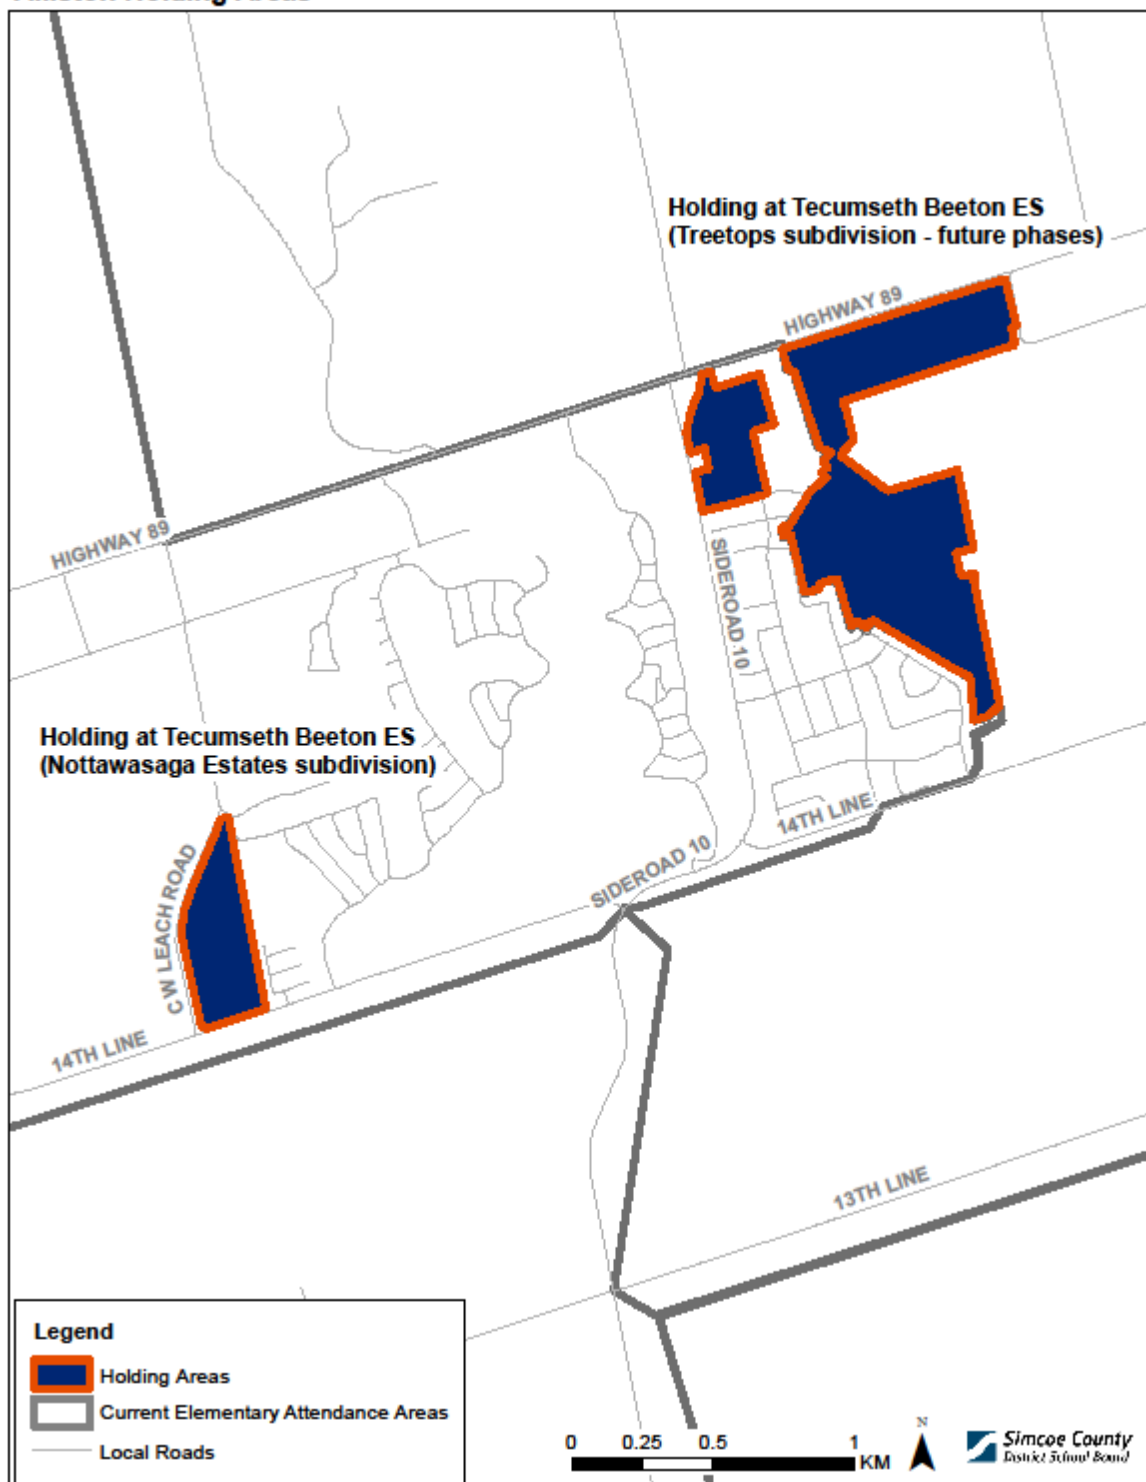 Holding at Tecumseth Beeton ES
(Treetops subdivision - future phases)
HIGHWAY 89
HIGHWAY 89
SIDEROAD 10
Holding at Tecumseth Beeton ES
(Nottawasaga Estates subdivision)
14TH LINE
SIDEROAD 10
C W LEACH ROAD
14TH LINE
13TH LINE
Legend
Holding Areas
Current Elementary Attendance Areas
Local Roads
0 0.25 0.5 1
KM
N
Simcoe County
District School Board